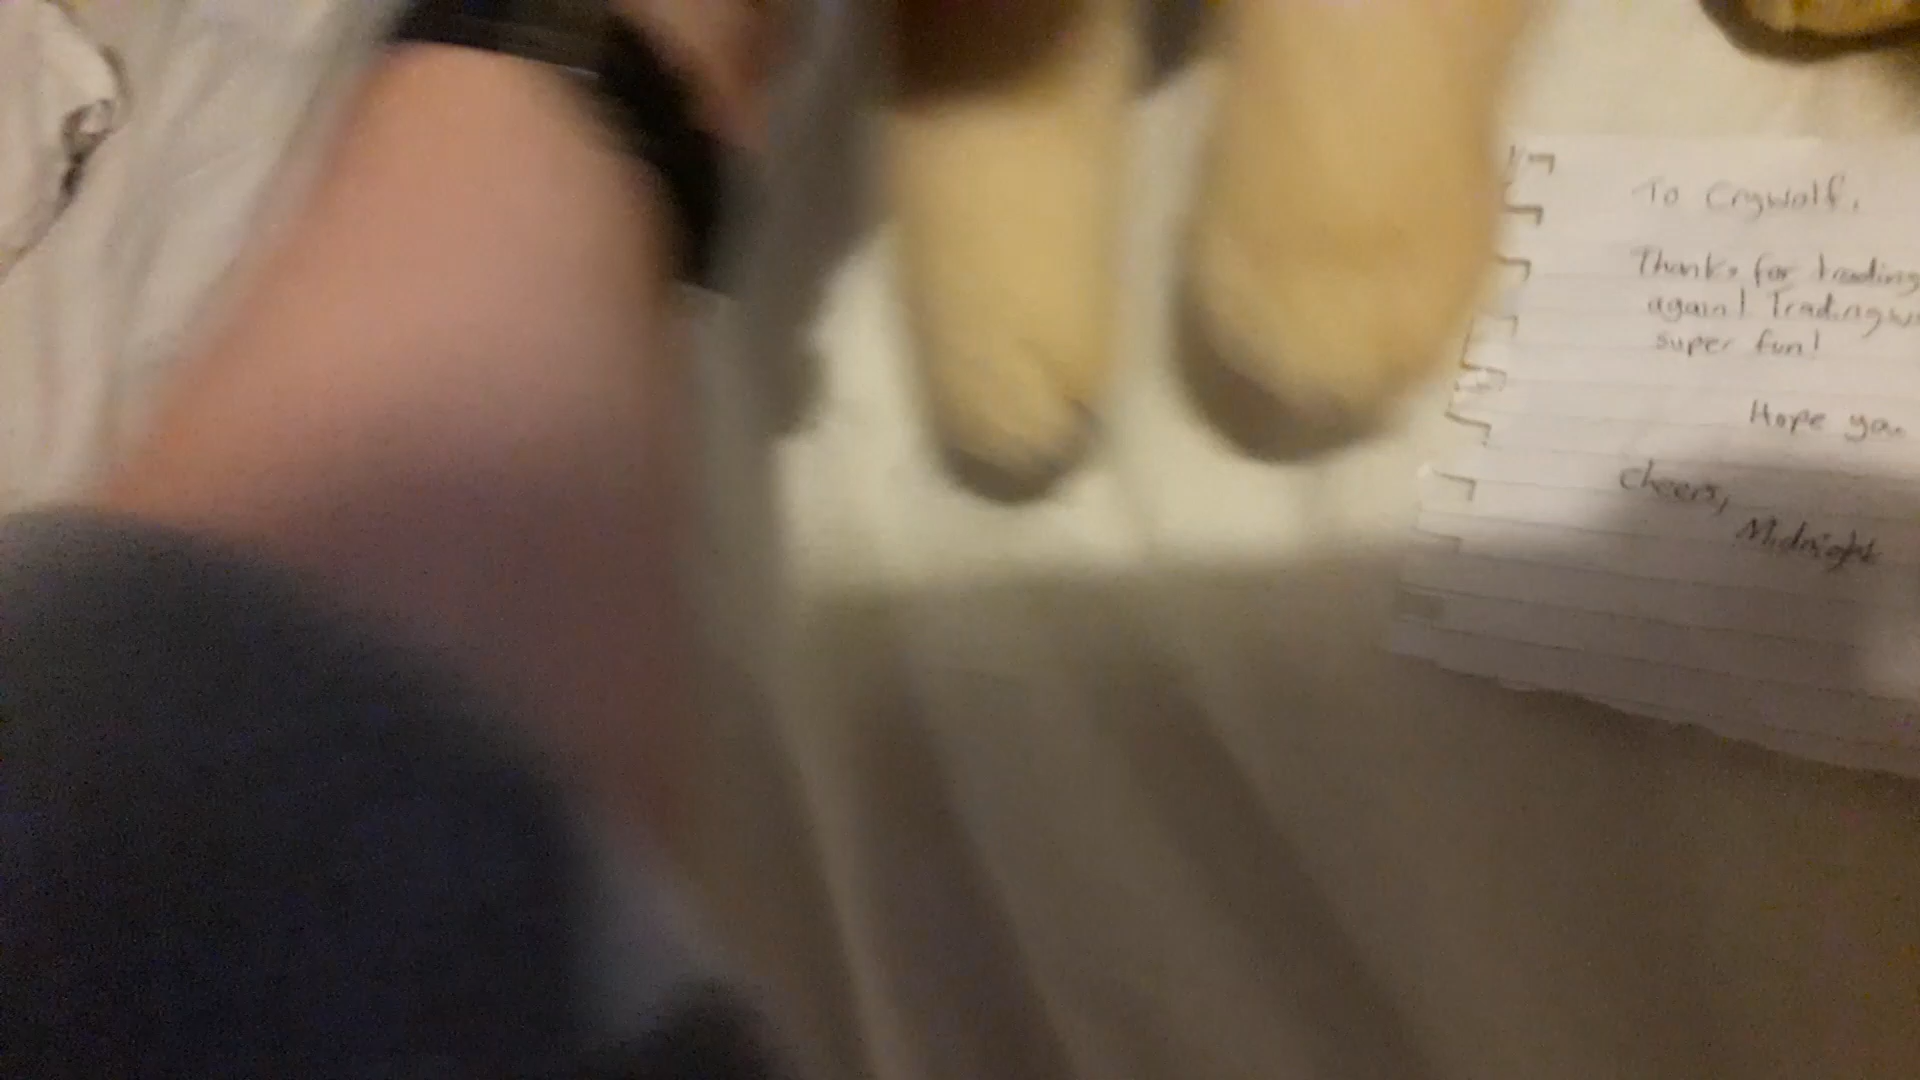 To Crywolf,
Thanks for trading
again! Trading
super fun!
Hope you
Cheers,
Midnight